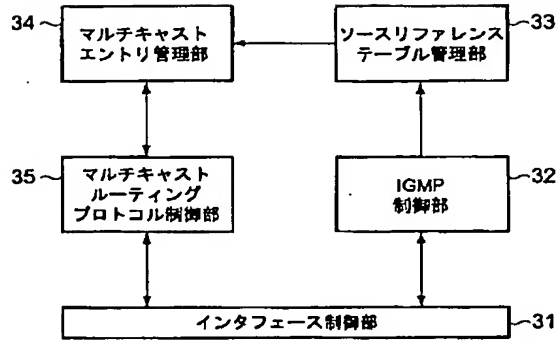 34
マルチキャスト
エントリ管理部
ソースリファレンス
テーブル管理部
33
35
マルチキャスト
ルーティング
プロトコル制御部
IGMP
制御部
32
インタフェース制御部
31